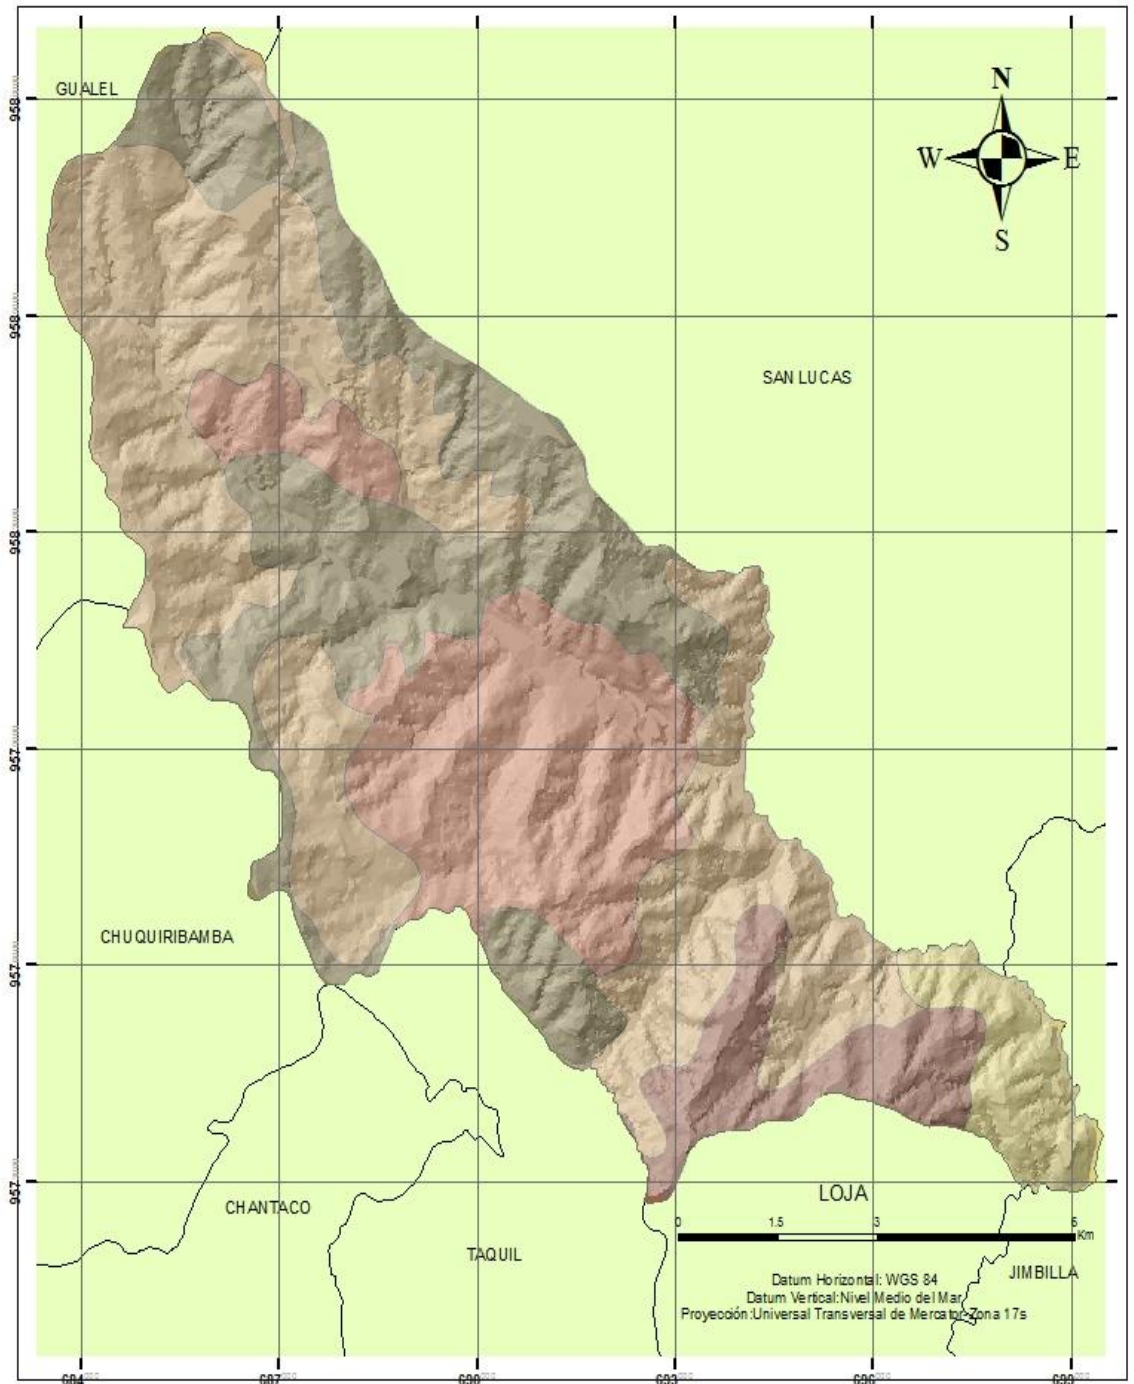 N
GUALEL
W E
S
SAN LUCAS
CHUQUIRIBAMBA
LOJA
CHANTACO
0 1.5 3 6
Km
TAQUIL
JIMBILLA
Datum Horizontal: WGS 84
Datum Vertical:Nivel Medio del Mar
Proyección:Universal Transversal de Mercator-Zona 17s